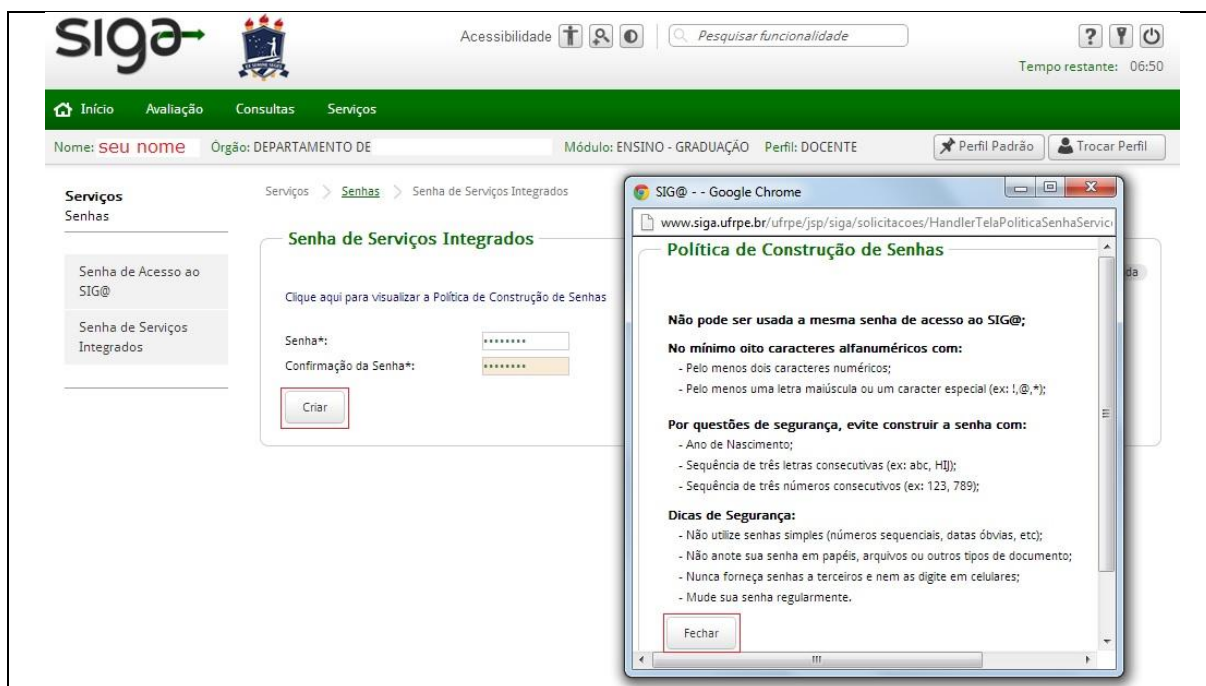 SIG@
Acessibilidade
Pesquisar funcionalidade
?
Tempo restante: 06:50
Início Avaliação Consultas Serviços
Nome: seu nome Órgão: DEPARTAMENTO DE Módulo: ENSINO - GRADUAÇÃO Perfil: DOCENTE Perfil Padrão Trocar Perfil
Serviços
Senhas
Senha de Acesso ao
SIG@
Senha de Serviços
Integrados
Serviços > Senhas > Senha de Serviços Integrados
Senha de Serviços Integrados
Clique aqui para visualizar a Política de Construção de Senhas
Senha*: ••••••••
Confirmação da Senha*: ••••••••
Criar
SIG@ - - Google Chrome
www.siga.ufrpe.br/ufrpe/jsp/siga/solicitacoes/HandlerTelaPoliticaSenhaServic
Política de Construção de Senhas
Não pode ser usada a mesma senha de acesso ao SIG@;
No mínimo oito caracteres alfanuméricos com:
- Pelo menos dois caracteres numéricos;
- Pelo menos uma letra maiúscula ou um caracter especial (ex: !,@,*);
Por questões de segurança, evite construir a senha com:
- Ano de Nascimento;
- Sequência de três letras consecutivas (ex: abc, HIJ);
- Sequência de três números consecutivos (ex: 123, 789);
Dicas de Segurança:
- Não utilize senhas simples (números sequenciais, datas óbvias, etc);
- Não anote sua senha em papéis, arquivos ou outros tipos de documento;
- Nunca forneça senhas a terceiros e nem as digite em celulares;
- Mude sua senha regularmente.
Fechar